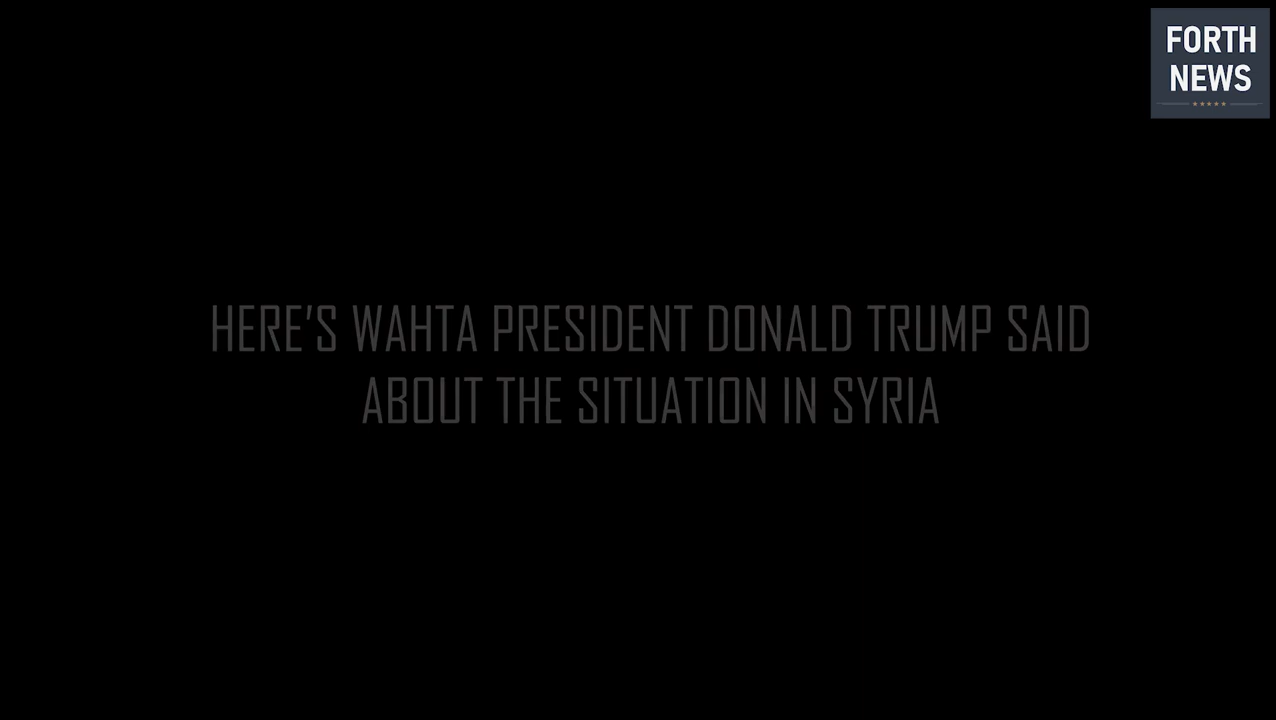 FORTH
NEWS
HERE'S WAHTA PRESIDENT DONALD TRUMP SAID
ABOUT THE SITUATION IN SYRIA